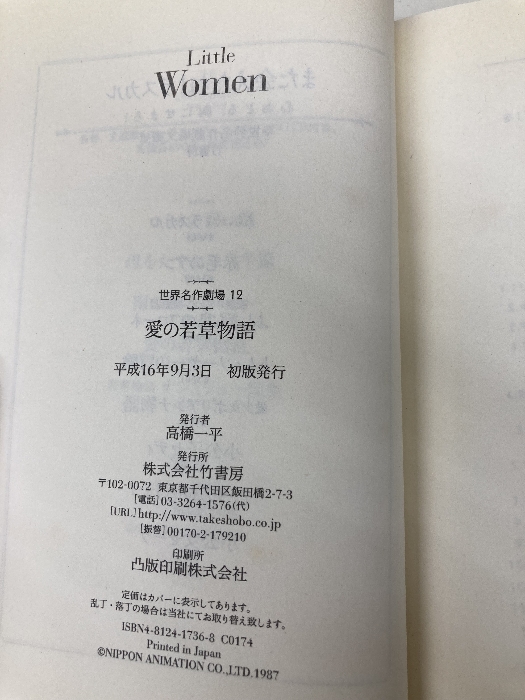 Little
Women
世界名作劇場 12
愛の若草物語
平成16年9月3日 初版発行
発行者
高橋一平
発行所
株式会社竹書房
〒102-0072 東京都千代田区飯田橋2-7-3
[電話]03-3264-1576(代)
[URL]http://www.takeshobo.co.jp
[振替]00170-2-179210
印刷所
凸版印刷株式会社
定価はカバーに表示してあります。
乱丁・落丁の場合は当社にてお取り替え致します。
ISBN4-8124-1736-8 C0174
Printed in Japan
©NIPPON ANIMATION CO.,LTD.1987